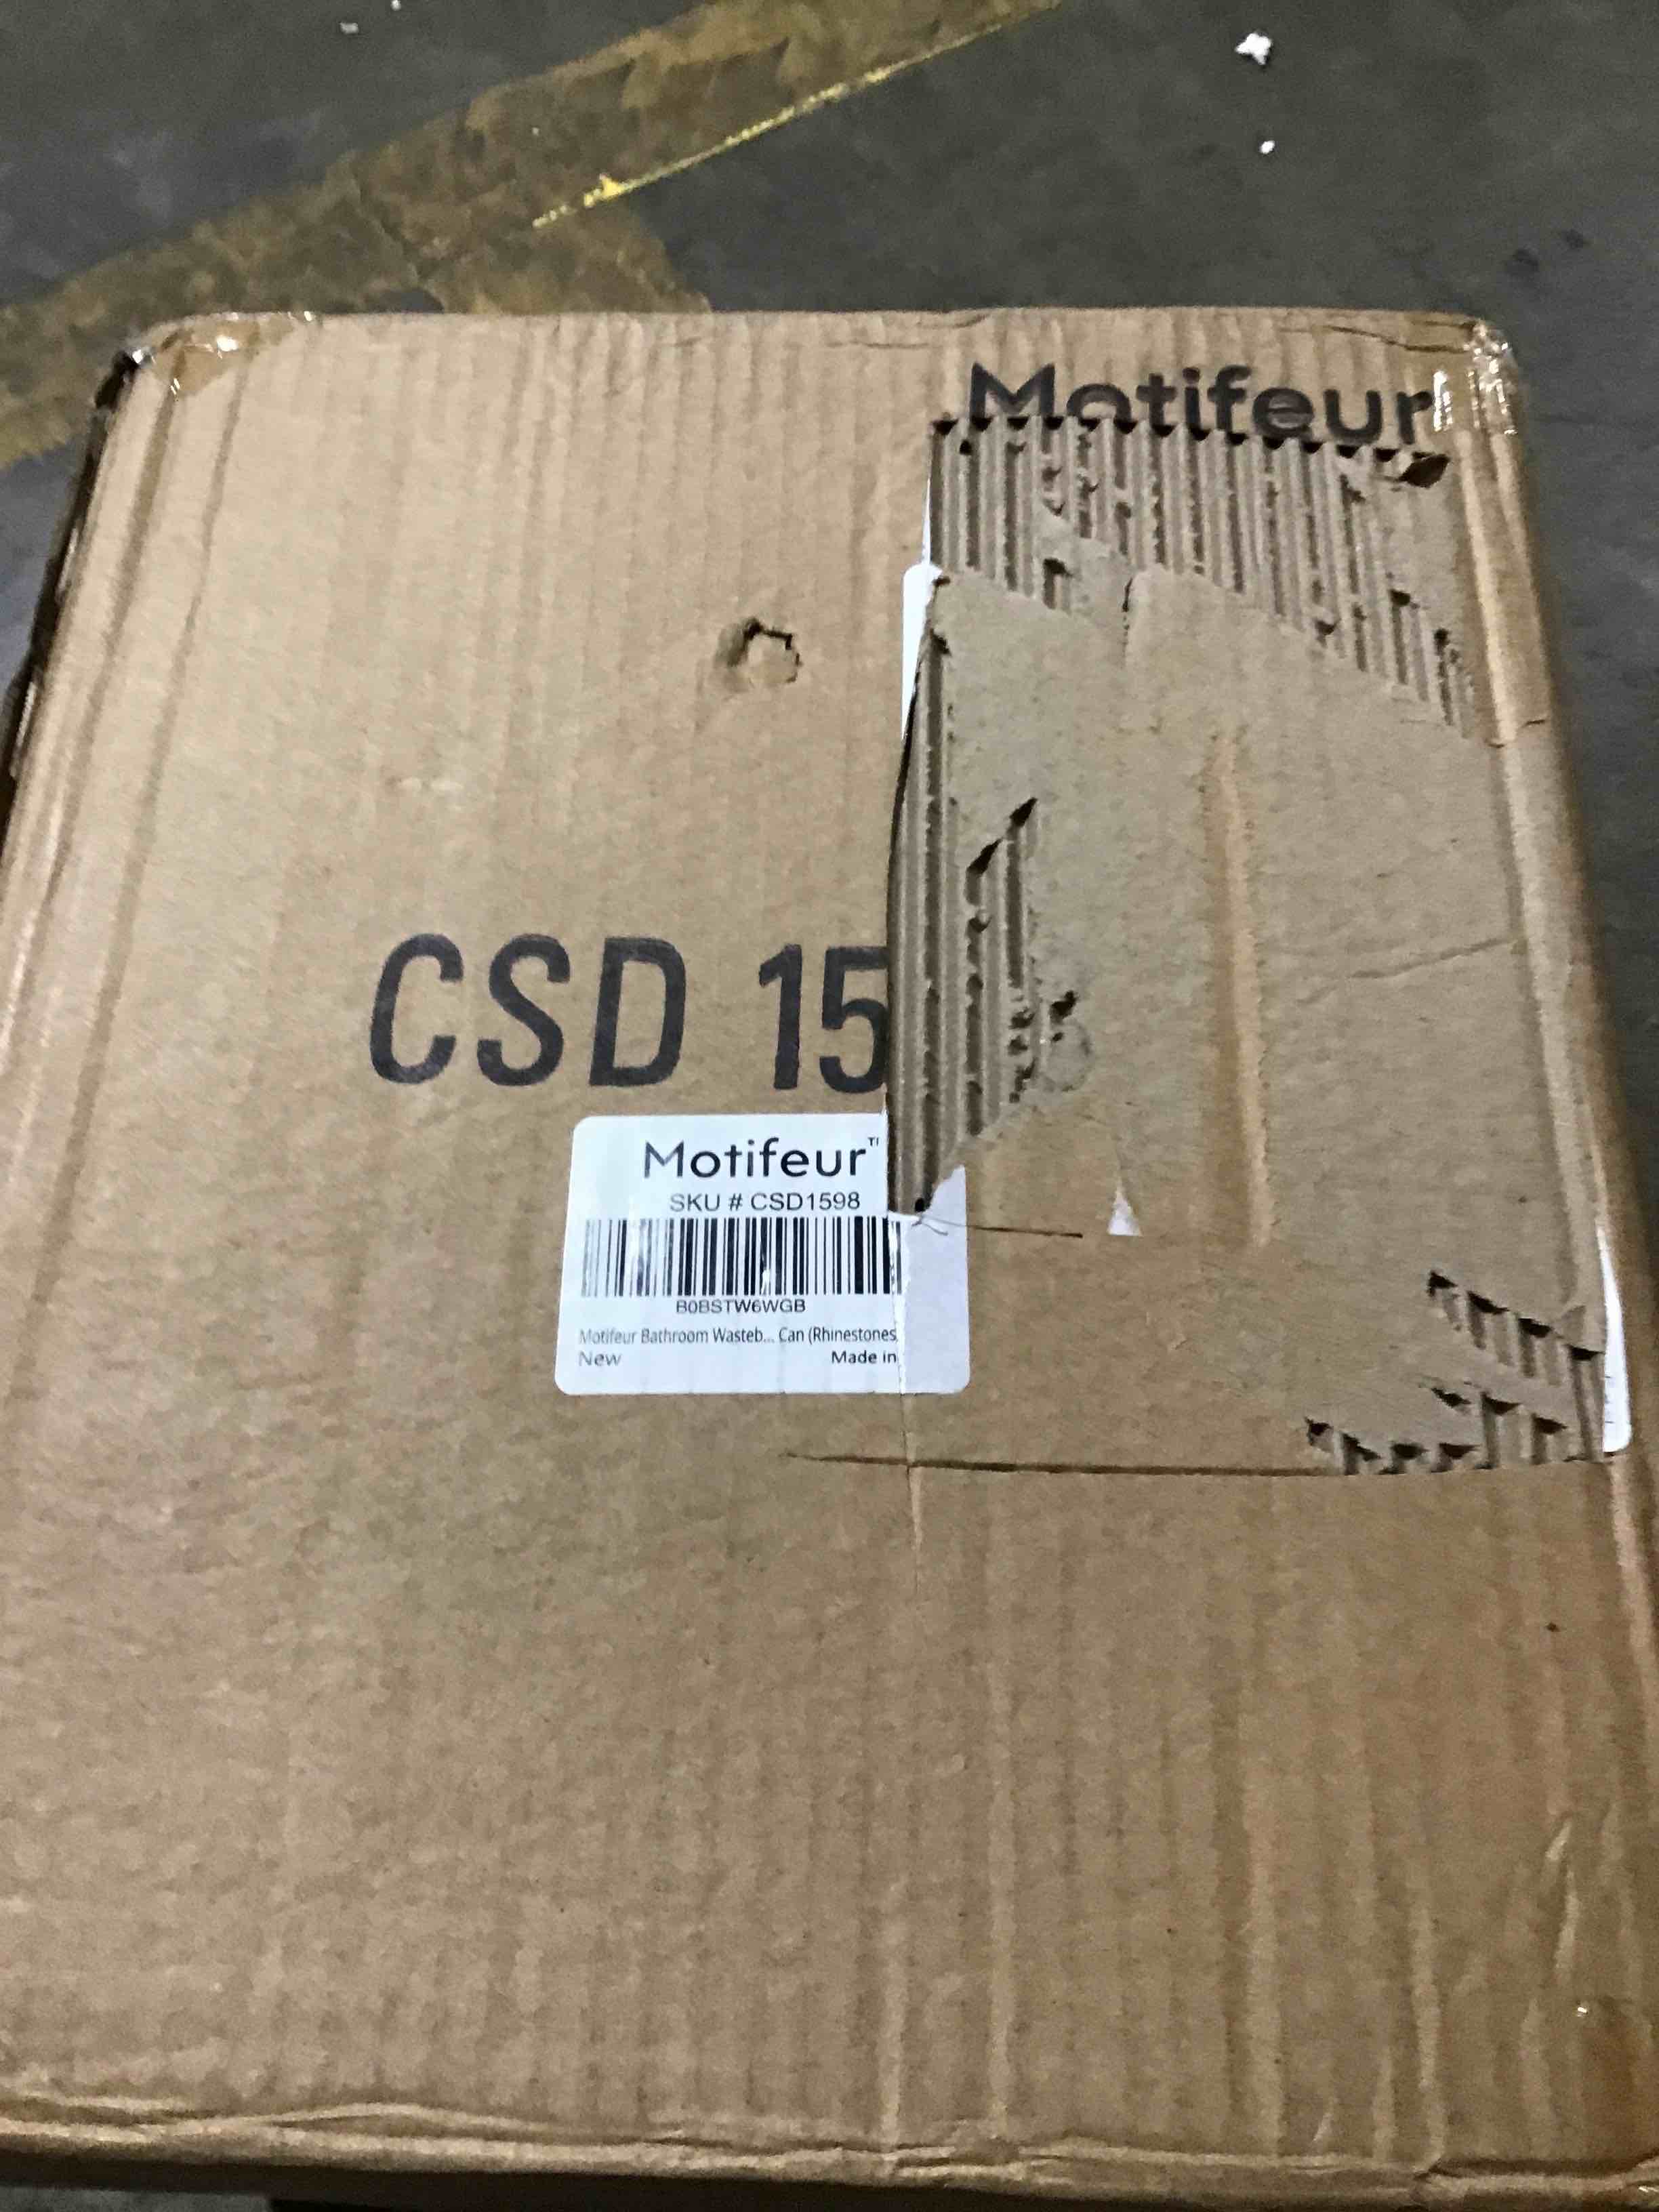 Motifeur
CSD 15
Motifeur
SKU # CSD1598
B0BSTW6WGB
Motifeur Bathroom Wasteb... Can (Rhinestones
New
Made in